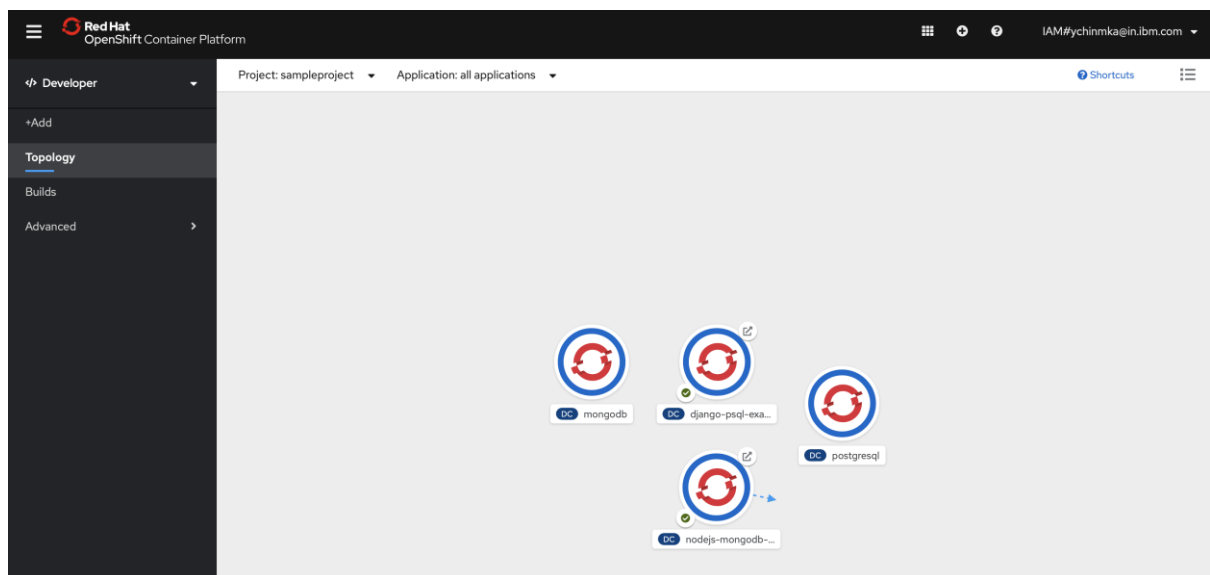 Red Hat
OpenShift Container Platform
IAM#ychinmka@in.ibm.com
</> Developer
Project: sampleproject
Application: all applications
Shortcuts
+Add
Topology
Builds
Advanced
DC mongodb
DC django-psql-exa...
DC postgresql
DC nodejs-mongodb-...